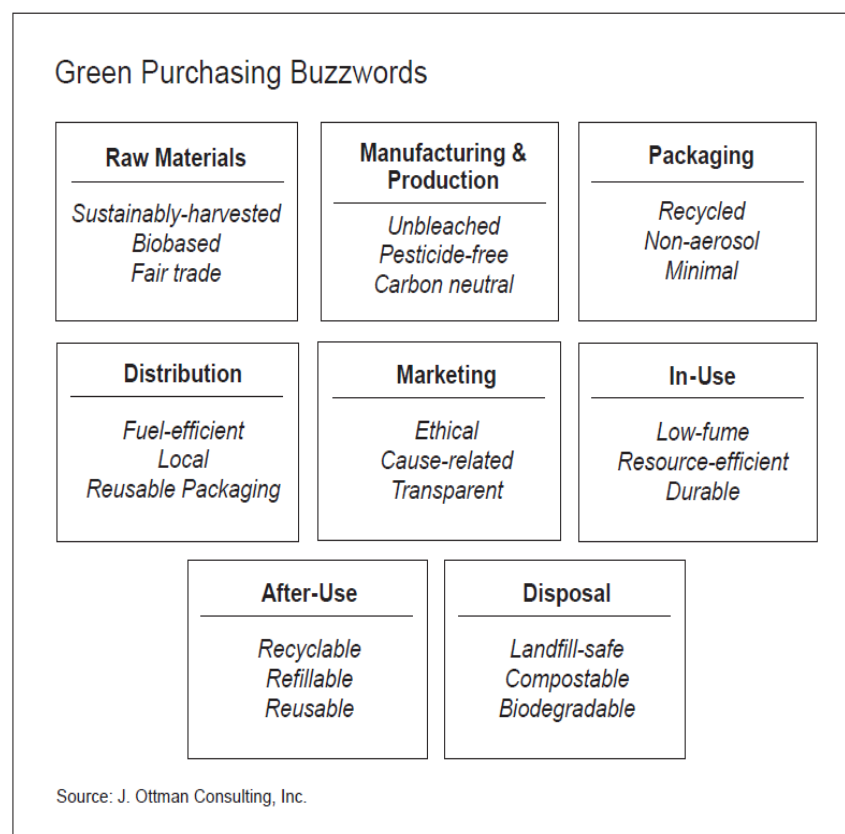 Green Purchasing Buzzwords
Raw Materials
Sustainably-harvested
Biobased
Fair trade
Manufacturing &
Production
Unbleached
Pesticide-free
Carbon neutral
Packaging
Recycled
Non-aerosol
Minimal
Distribution
Fuel-efficient
Local
Reusable Packaging
Marketing
Ethical
Cause-related
Transparent
In-Use
Low-fume
Resource-efficient
Durable
After-Use
Recyclable
Refillable
Reusable
Disposal
Landfill-safe
Compostable
Biodegradable
Source: J. Ottman Consulting, Inc.